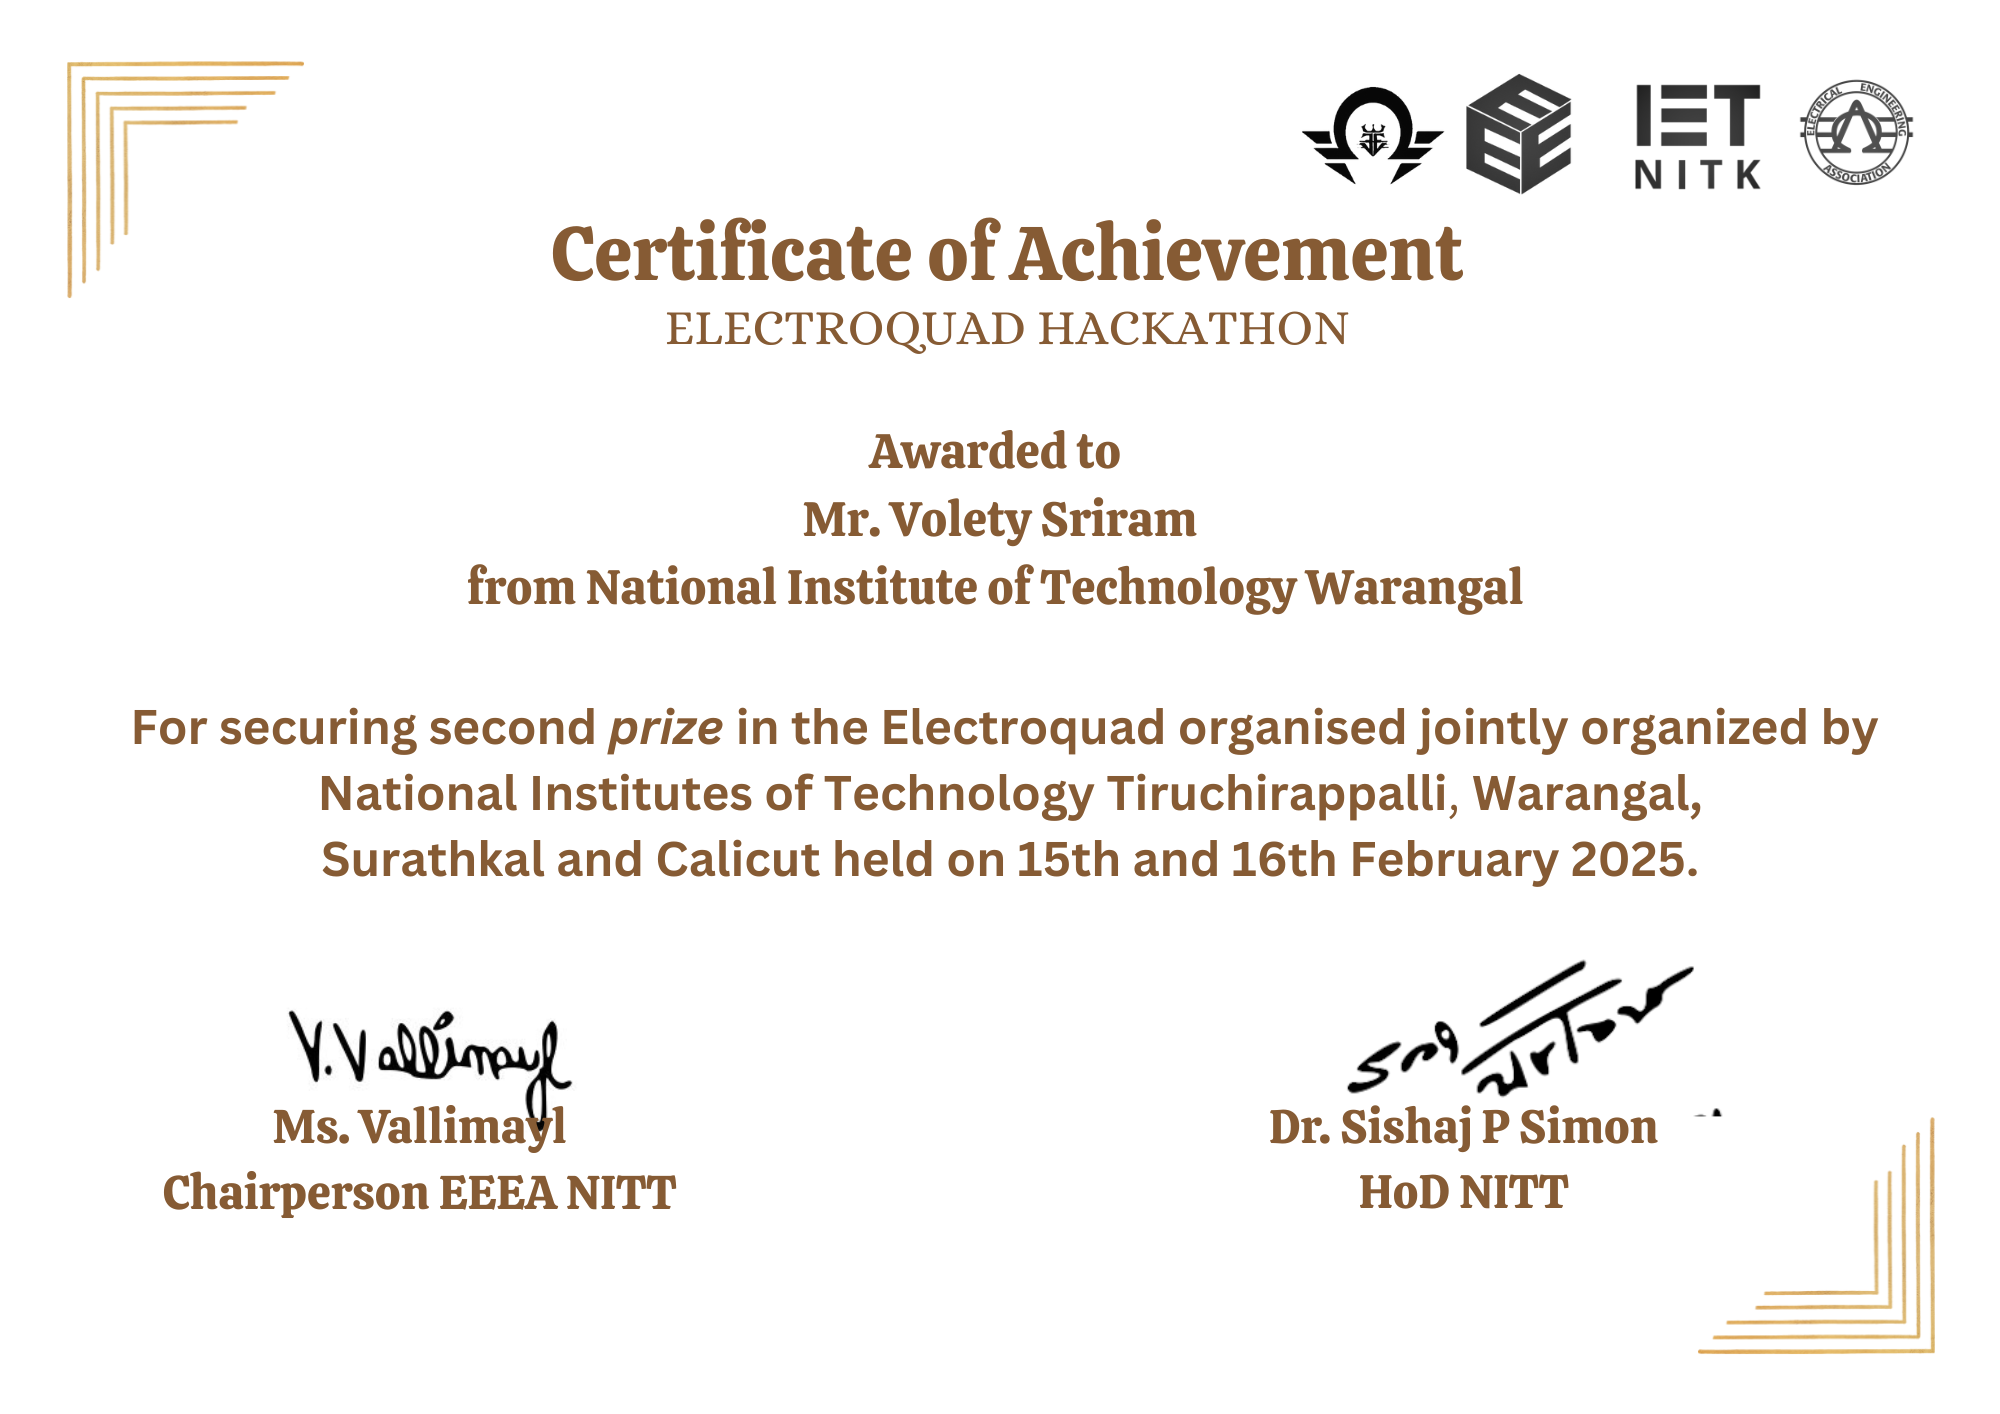 EEE
IET
NITK
ELECTRICAL ENGINEERING
ASSOCIATION
Certificate of Achievement
ELECTROQUAD HACKATHON
Awarded to
Mr. Volety Sriram
from National Institute of Technology Warangal
For securing second prize in the Electroquad organised jointly organized by
National Institutes of Technology Tiruchirappalli, Warangal,
Surathkal and Calicut held on 15th and 16th February 2025.
V. Vallimayl
Ms. Vallimayl
Chairperson EEEA NITT
Dr. Sishaj P Simon
HoD NITT